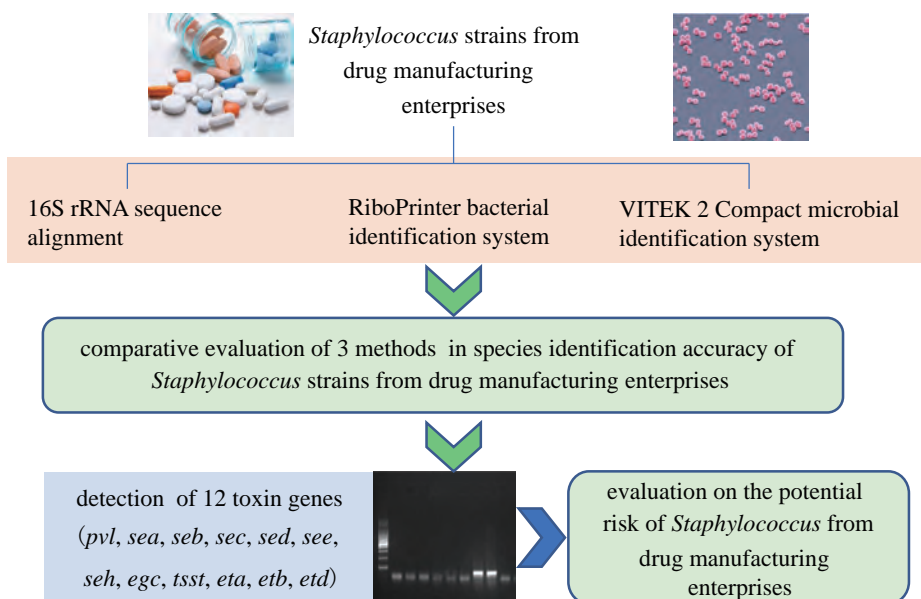 Staphylococcus strains from
drug manufacturing
enterprises
16S rRNA sequence
alignment
RiboPrinter bacterial
identification system
VITEK 2 Compact microbial
identification system
comparative evaluation of 3 methods in species identification accuracy of
Staphylococcus strains from drug manufacturing enterprises
detection of 12 toxin genes
(pvl, sea, seb, sec, sed, see,
seh, egc, tsst, eta, etb, etd)
evaluation on the potential
risk of Staphylococcus from
drug manufacturing
enterprises